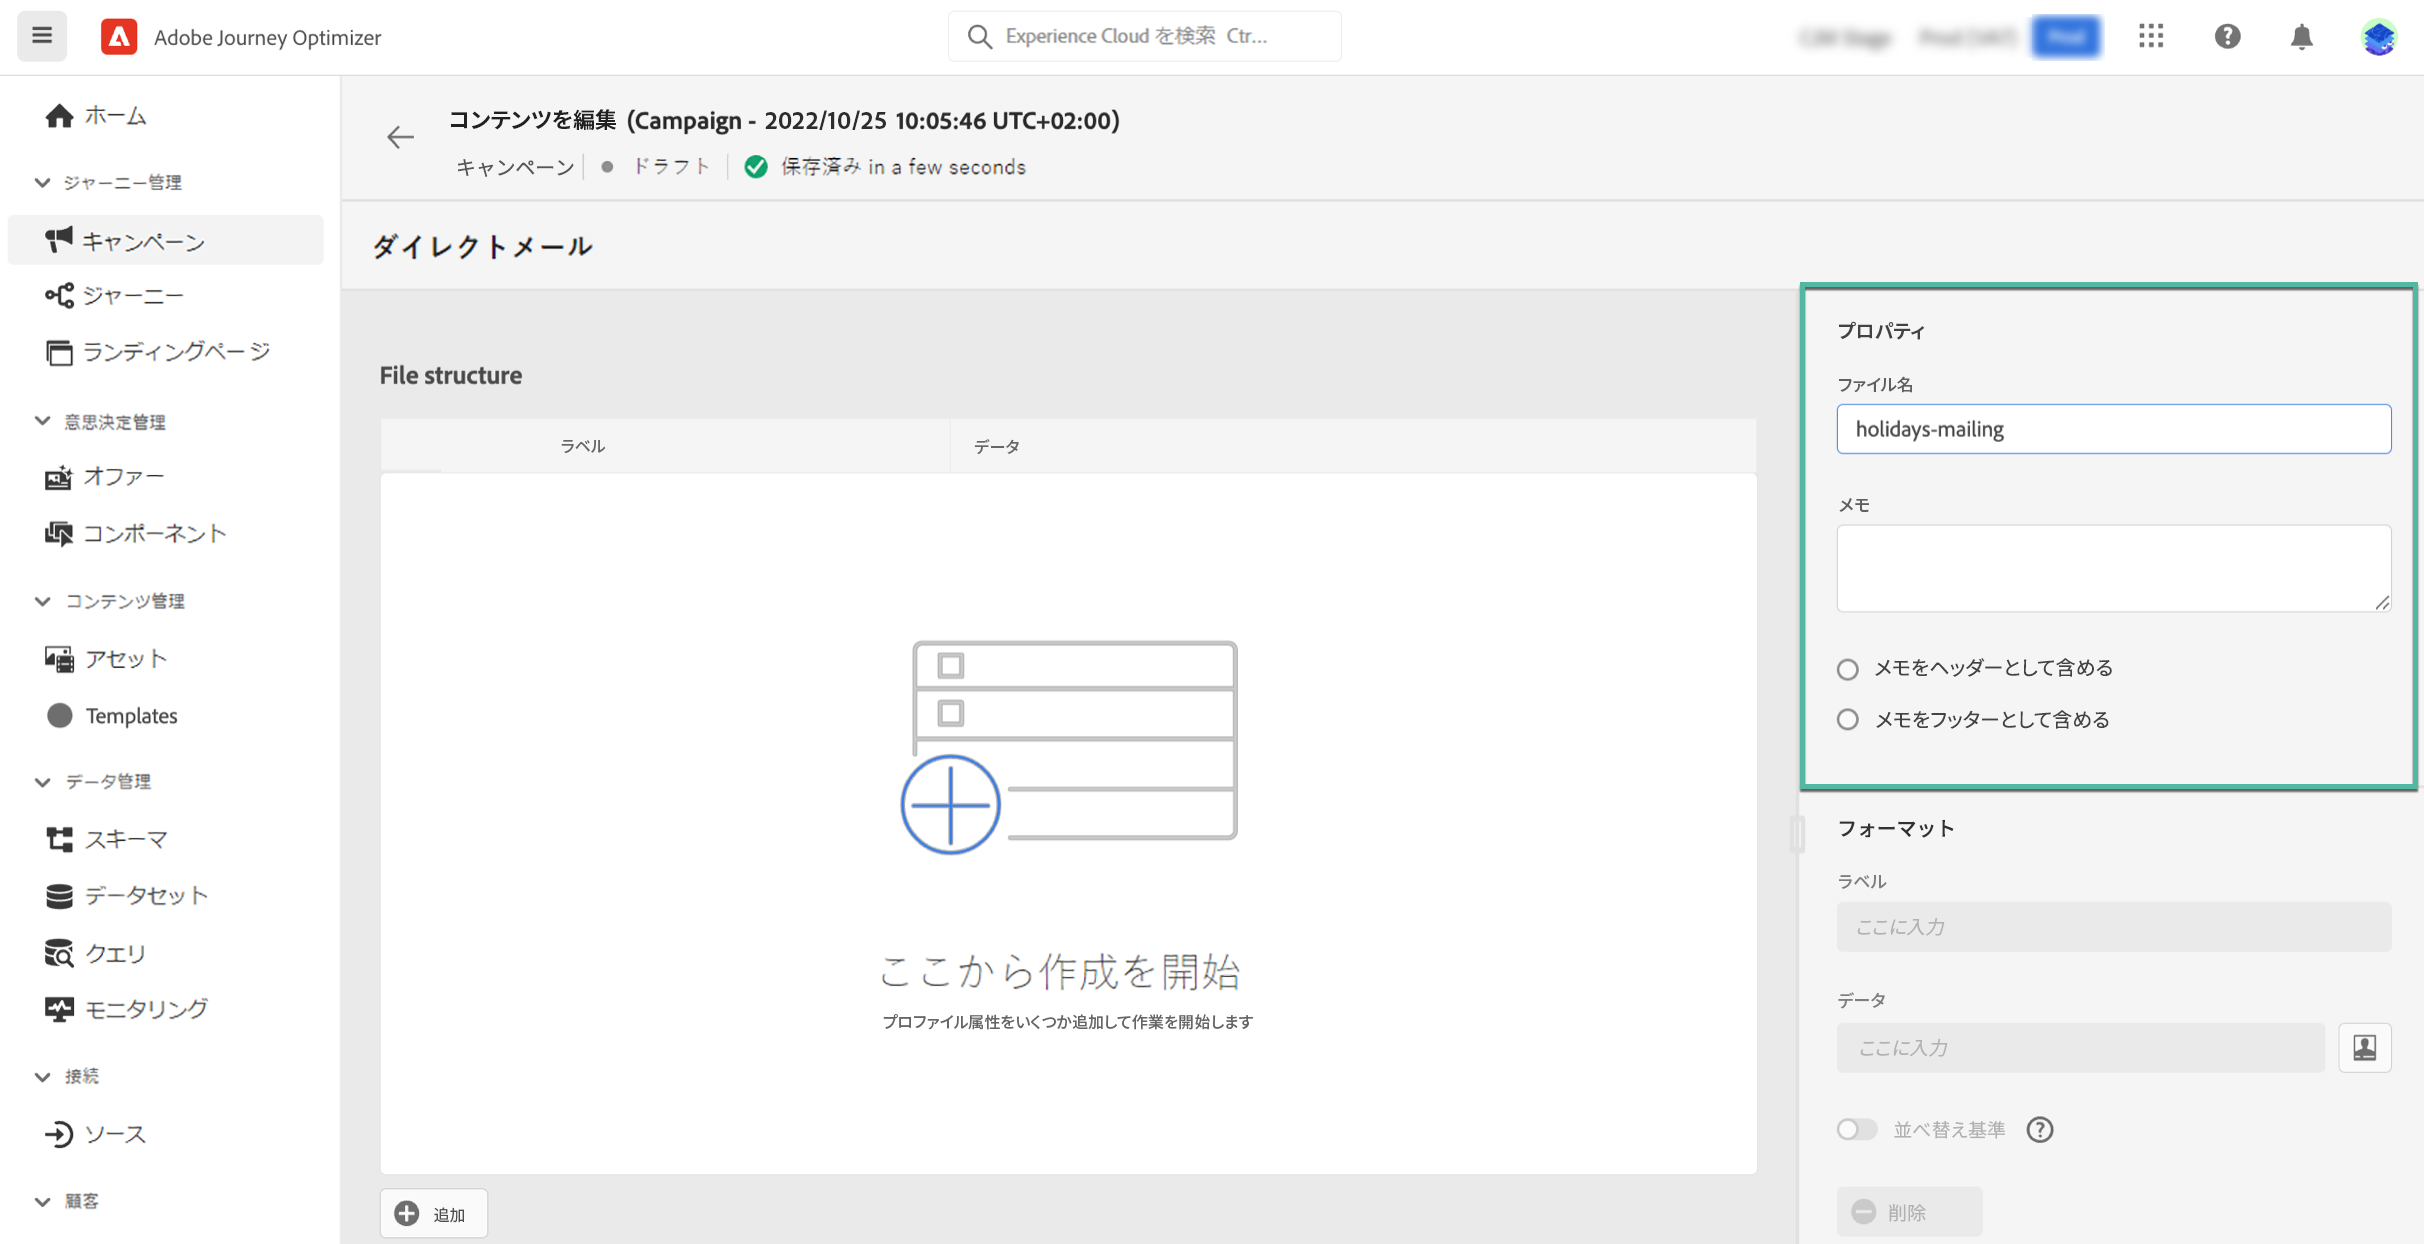 Adobe Journey Optimizer
Experience Cloud を検索 Ctr...
ホーム
ジャーニー管理
キャンペーン
ジャーニー
ランディングページ
意思決定管理
オファー
コンポーネント
コンテンツ管理
アセット
Templates
データ管理
スキーマ
データセット
クエリ
モニタリング
接続
ソース
顧客
コンテンツを編集 (Campaign - 2022/10/25 10:05:46 UTC+02:00)
キャンペーン ドラフト 保存済み in a few seconds
ダイレクトメール
File structure
ラベル データ
ここから作成を開始
プロファイル属性をいくつか追加して作業を開始します
追加
プロパティ
ファイル名
holidays-mailing
メモ
メモをヘッダーとして含める
メモをフッターとして含める
フォーマット
ラベル
ここに入力
データ
ここに入力
並べ替え基準
削除